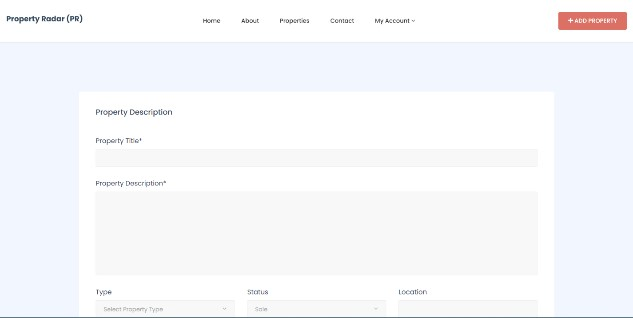 Property Radar (PR)
Home About Properties Contact My Account
+ ADD PROPERTY
Property Description
Property Title*
Property Description*
Type Status Location
Select Property Type Sale